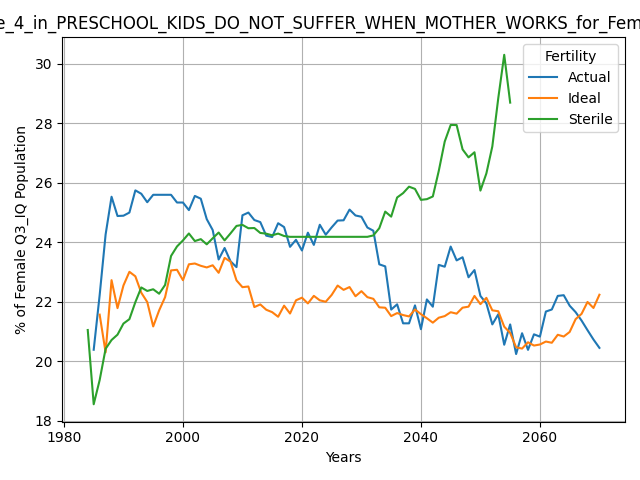 e_4_in_PRESCHOOL_KIDS_DO_NOT_SUFFER_WHEN_MOTHER_WORKS_for_Fem
Fertility
Actual
Ideal
Sterile
% of Female Q3_IQ Population
30
28
26
24
22
20
18
1980
2000
2020
2040
2060
Years